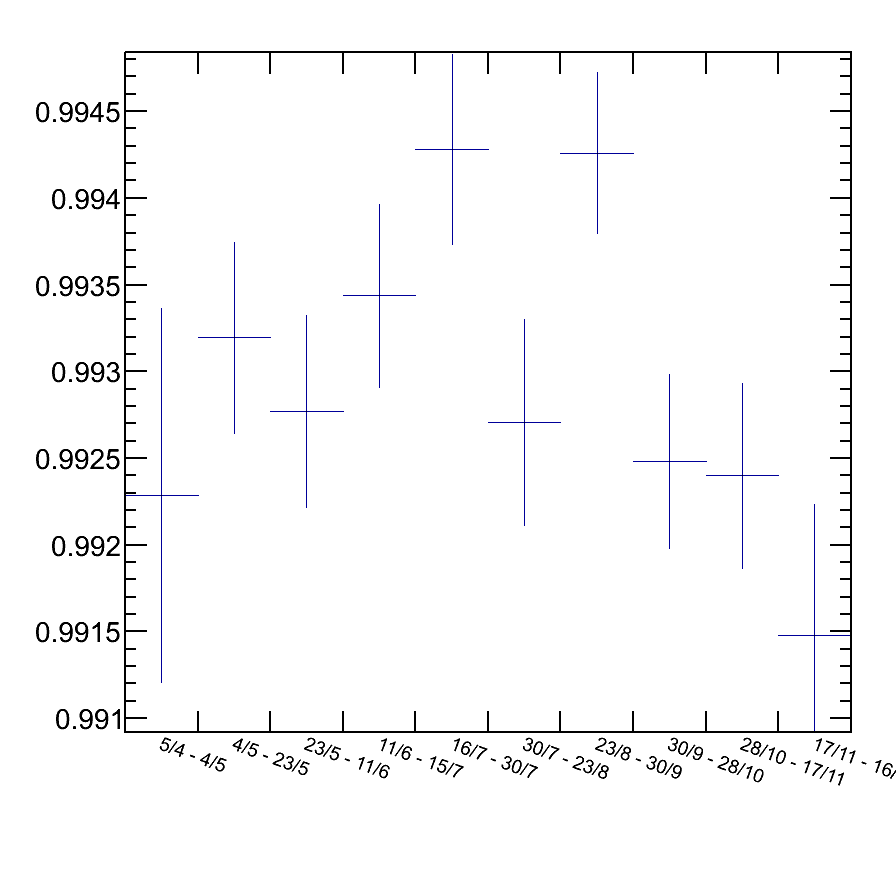 0.9945
0.994
0.9935
0.993
0.9925
0.992
0.9915
0.991
5/4 - 4/5
4/5 - 23/5
23/5 - 11/6
11/6 - 15/7
16/7 - 30/7
30/7 - 23/8
23/8 - 30/9
30/9 - 28/10
28/10 - 17/11
17/11 - 16/